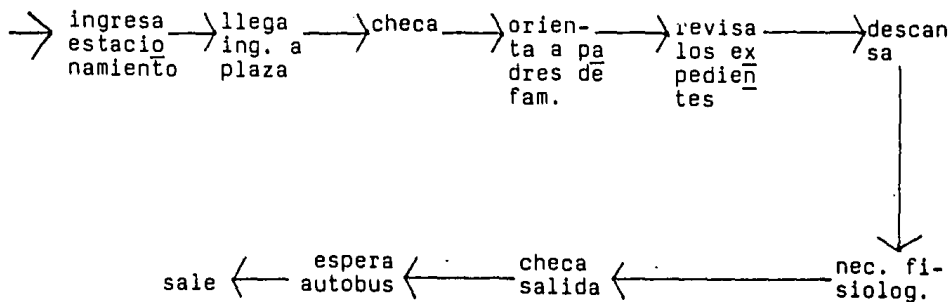 ingresa
estacio
namiento
llega
ing. a
plaza
checa
orien-
ta a pa
dres de
fam.
revisa
los ex
pedien
tes
descan
sa
nec. fi-
siolog.
checa
salida
espera
autobus
sale